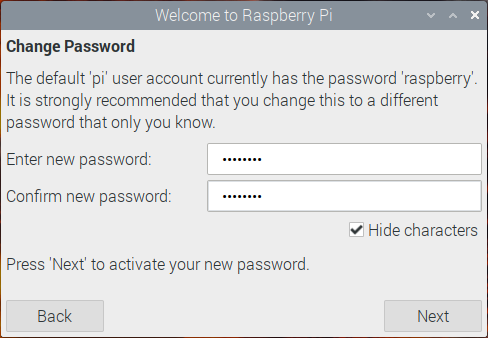 Welcome to Raspberry Pi
Change Password
The default 'pi' user account currently has the password 'raspberry'.
It is strongly recommended that you change this to a different
password that only you know.
Enter new password: ••••••••
Confirm new password: ••••••••
Hide characters
Press 'Next' to activate your new password.
Back
Next